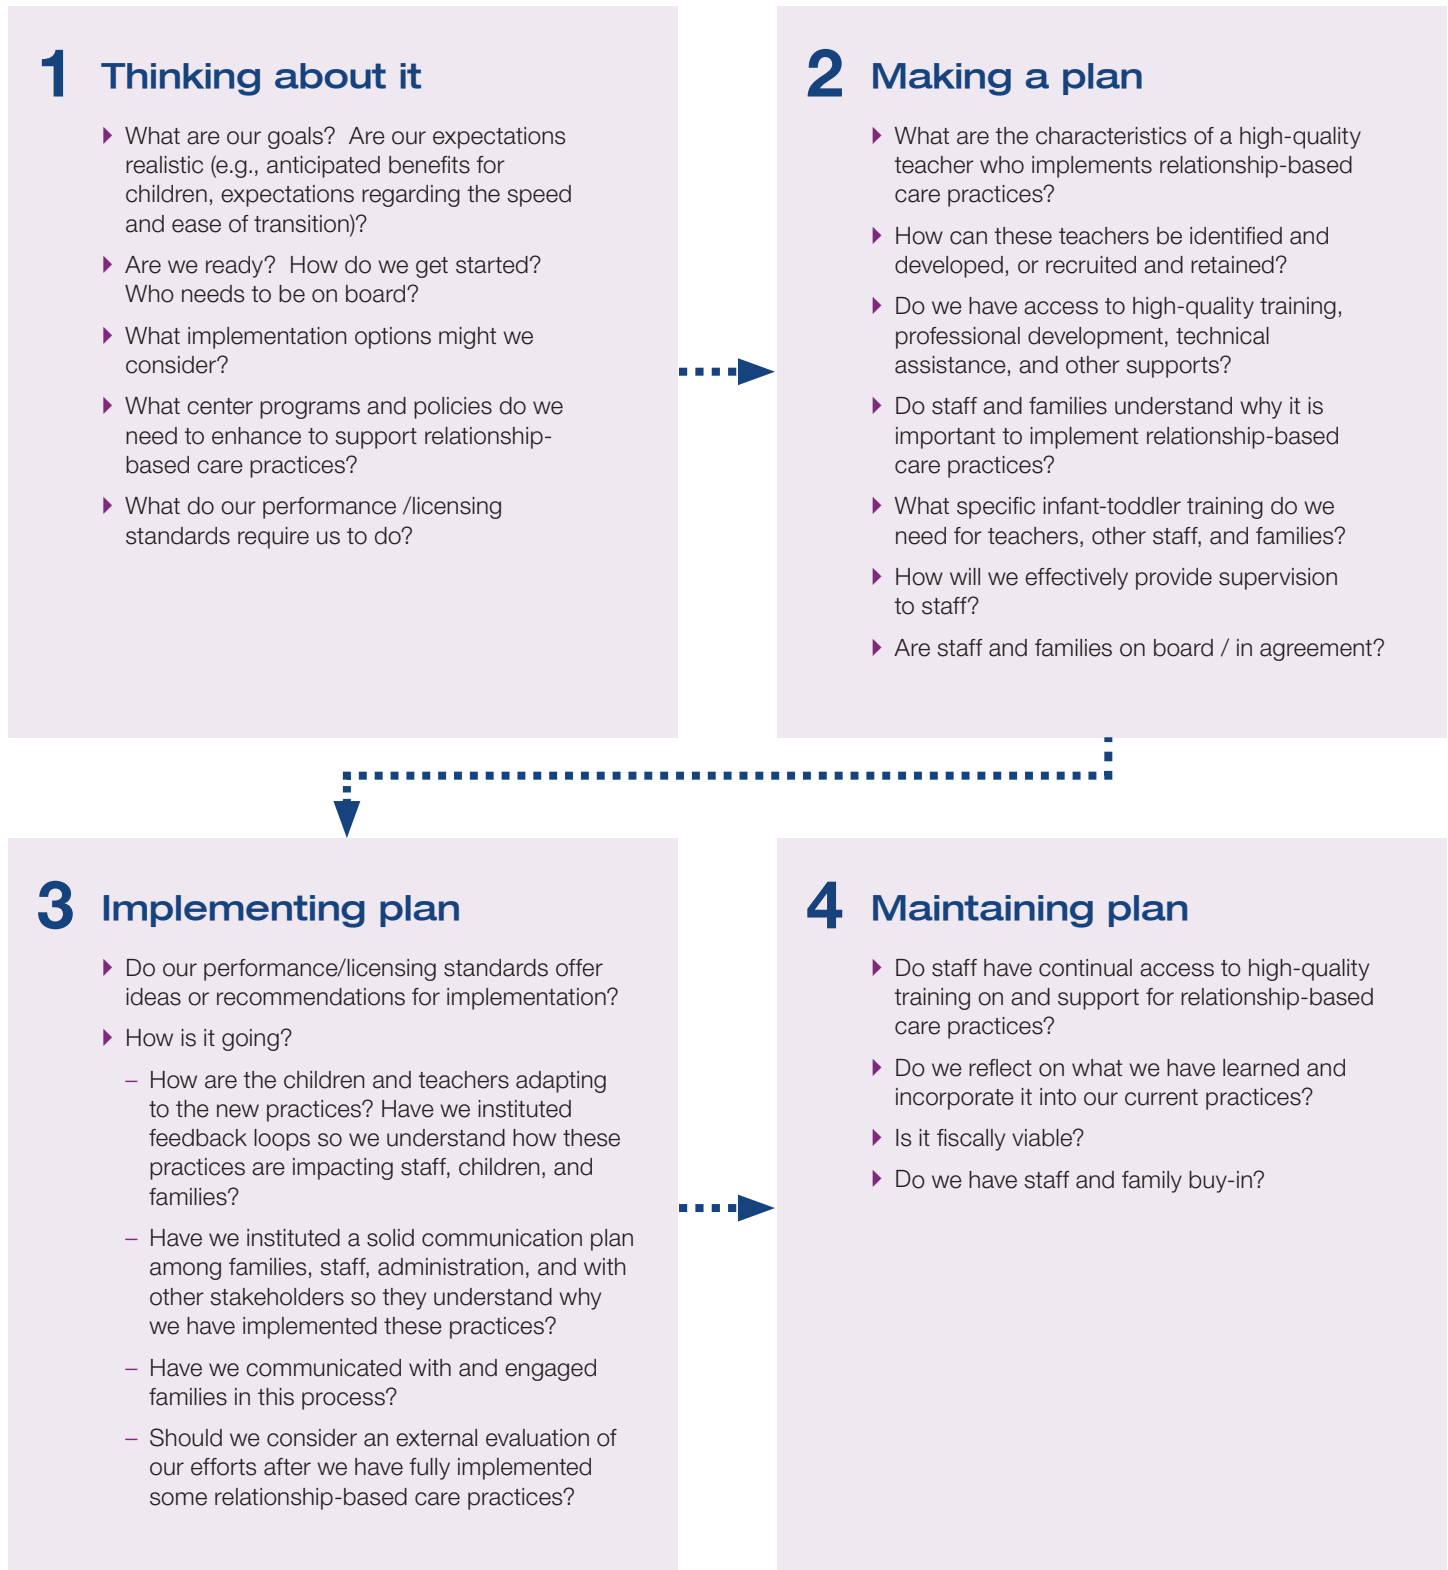 1 Thinking about it
What are our goals?  Are our expectations
realistic (e.g., anticipated benefits for
children, expectations regarding the speed
and ease of transition)?
Are we ready?  How do we get started?
Who needs to be on board?
What implementation options might we
consider?
What center programs and policies do we
need to enhance to support relationship-
based care practices?
What do our performance /licensing
standards require us to do?
2 Making a plan
What are the characteristics of a high-quality
teacher who implements relationship-based
care practices?
How can these teachers be identified and
developed, or recruited and retained?
Do we have access to high-quality training,
professional development, technical
assistance, and other supports?
Do staff and families understand why it is
important to implement relationship-based
care practices?
What specific infant-toddler training do we
need for teachers, other staff, and families?
How will we effectively provide supervision
to staff?
Are staff and families on board / in agreement?
3 Implementing plan
Do our performance/licensing standards offer
ideas or recommendations for implementation?
How is it going?
– How are the children and teachers adapting
to the new practices? Have we instituted
feedback loops so we understand how these
practices are impacting staff, children, and
families?
– Have we instituted a solid communication plan
among families, staff, administration, and with
other stakeholders so they understand why
we have implemented these practices?
– Have we communicated with and engaged
families in this process?
– Should we consider an external evaluation of
our efforts after we have fully implemented
some relationship-based care practices?
4 Maintaining plan
Do staff have continual access to high-quality
training on and support for relationship-based
care practices?
Do we reflect on what we have learned and
incorporate it into our current practices?
Is it fiscally viable?
Do we have staff and family buy-in?